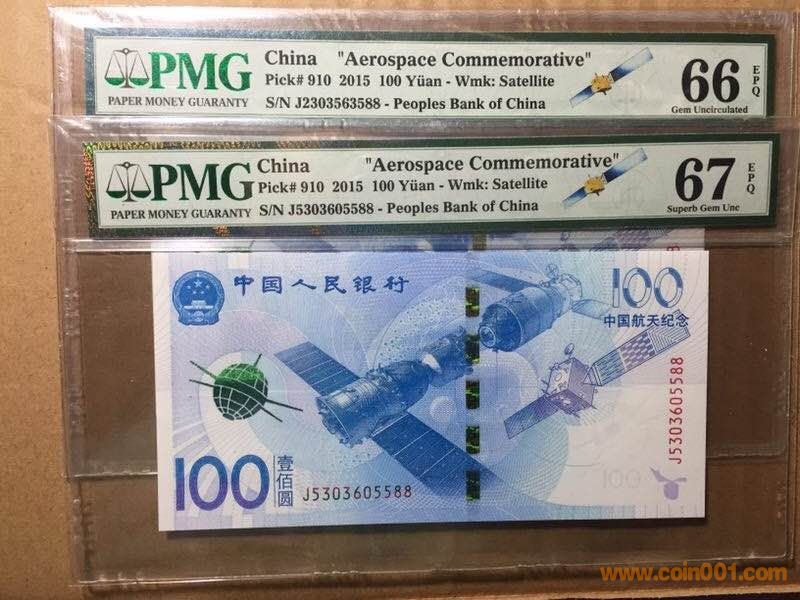 PMG
PAPER MONEY GUARANTY
China "Aerospace Commemorative"
Pick# 910 2015 100 Yüan - Wmk: Satellite
S/N J2303563588 - Peoples Bank of China
66 EPQ
Gem Uncirculated
PMG
PAPER MONEY GUARANTY
China "Aerospace Commemorative"
Pick# 910 2015 100 Yüan - Wmk: Satellite
S/N J5303605588 - Peoples Bank of China
67 EPQ
Superb Gem Unc
中国人民银行
100
中国航天纪念
J5303605588
100
壹佰圆
J5303605588
100
www.coin001.com